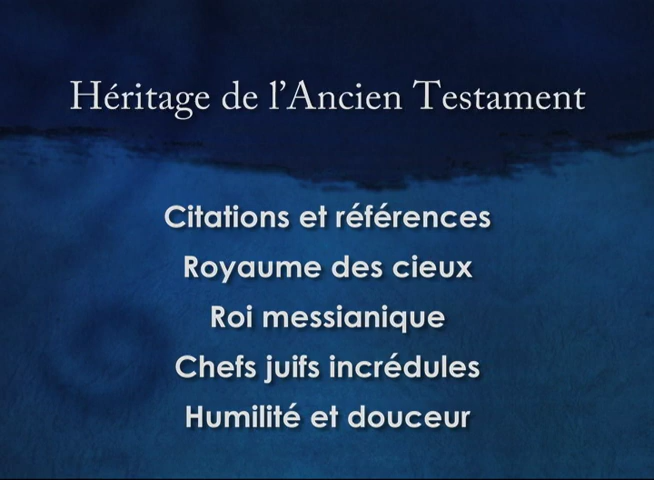 Héritage de l’Ancien Testament
Citations et références
Royaume des cieux
Roi messianique
Chefs juifs incrédules
Humilité et douceur